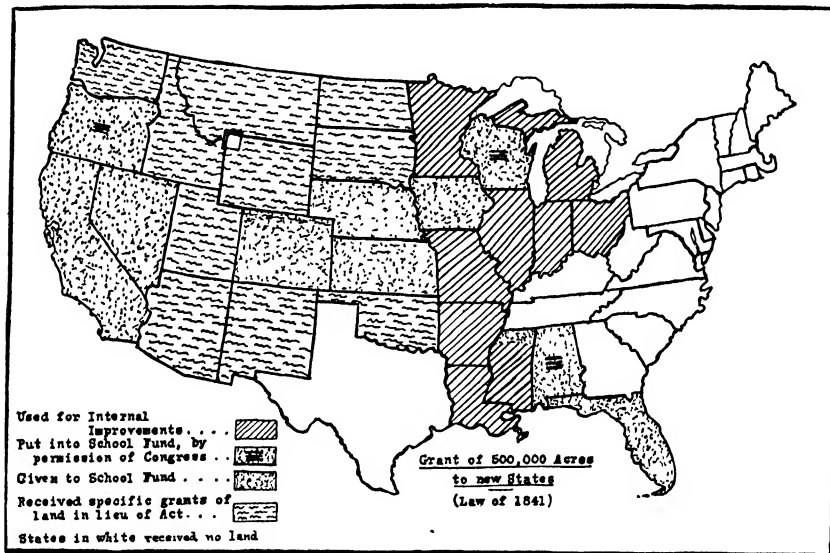 Used for Internal
Improvements....
Put into School Fund, by
permission of Congress..
Given to School Fund....
Received specific grants of
land in lieu of Act...
States in white received no land
Grant of 500,000 Acres
to new States
(Law of 1841)